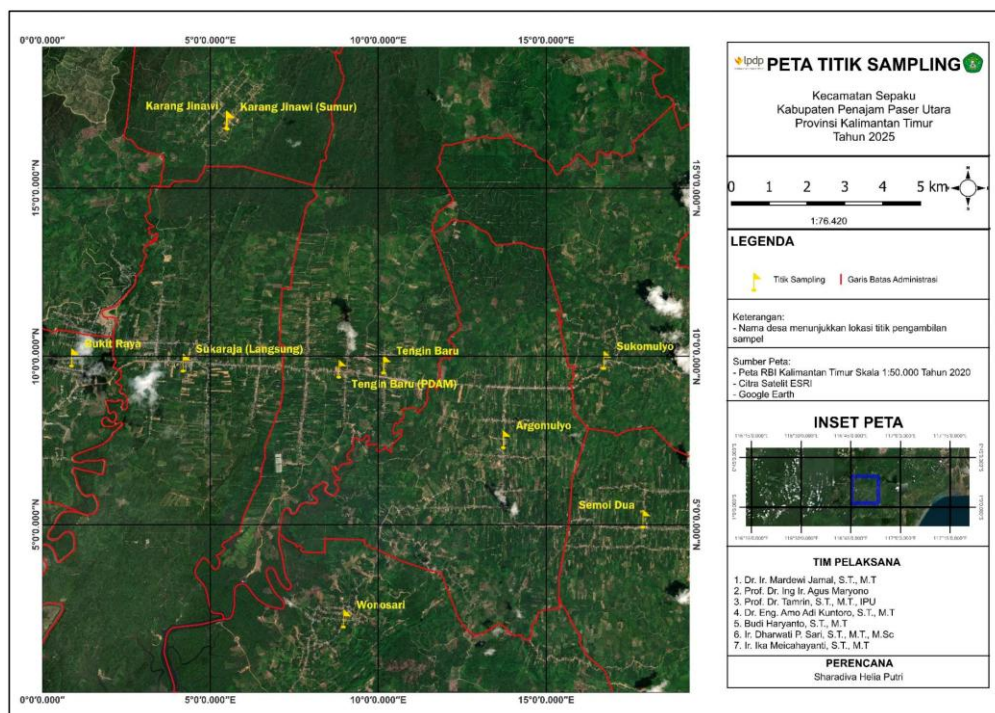 0°0'0.000"E
5°0'0.000"E
10°0'0.000"E
15°0'0.000"E
15°0'0.000"N
10°0'0.000"N
5°0'0.000"N
15°0'0.000"N
10°0'0.000"N
5°0'0.000"N
0°0'0.000"E
5°0'0.000"E
10°0'0.000"E
15°0'0.000"E
Karang Jinawi
Karang Jinawi (Sumur)
Bukit Raya
Sukaraja (Langsung)
Tengin Baru
Tengin Baru (PDAM)
Sukomulyo
Argomulyo
Semoi Dua
Wonosari
lpdp
PETA TITIK SAMPLING
Kecamatan Sepaku
Kabupaten Penajam Paser Utara
Provinsi Kalimantan Timur
Tahun 2025
0 1 2 3 4 5 km
1:76.420
LEGENDA
Titik Sampling
Garis Batas Administrasi
Keterangan:
- Nama desa menunjukkan lokasi titik pengambilan
sampel
Sumber Peta:
- Peta RBI Kalimantan Timur Skala 1:50.000 Tahun 2020
- Citra Satelit ESRI
- Google Earth
INSET PETA
TIM PELAKSANA
1. Dr. Ir. Mardewi Jamal, S.T., M.T
2. Prof. Dr. Ing Ir. Agus Maryono
3. Prof. Dr. Tamrin, S.T., M.T., IPU
4. Dr. Eng. Amo Adi Kuntoro, S.T., M.T
5. Budi Haryanto, S.T., M.T
6. Ir. Dharwati P. Sari, S.T., M.T., M.Sc
7. Ir. Ika Meicahayanti, S.T., M.T
PERENCANA
Sharadiva Helia Putri